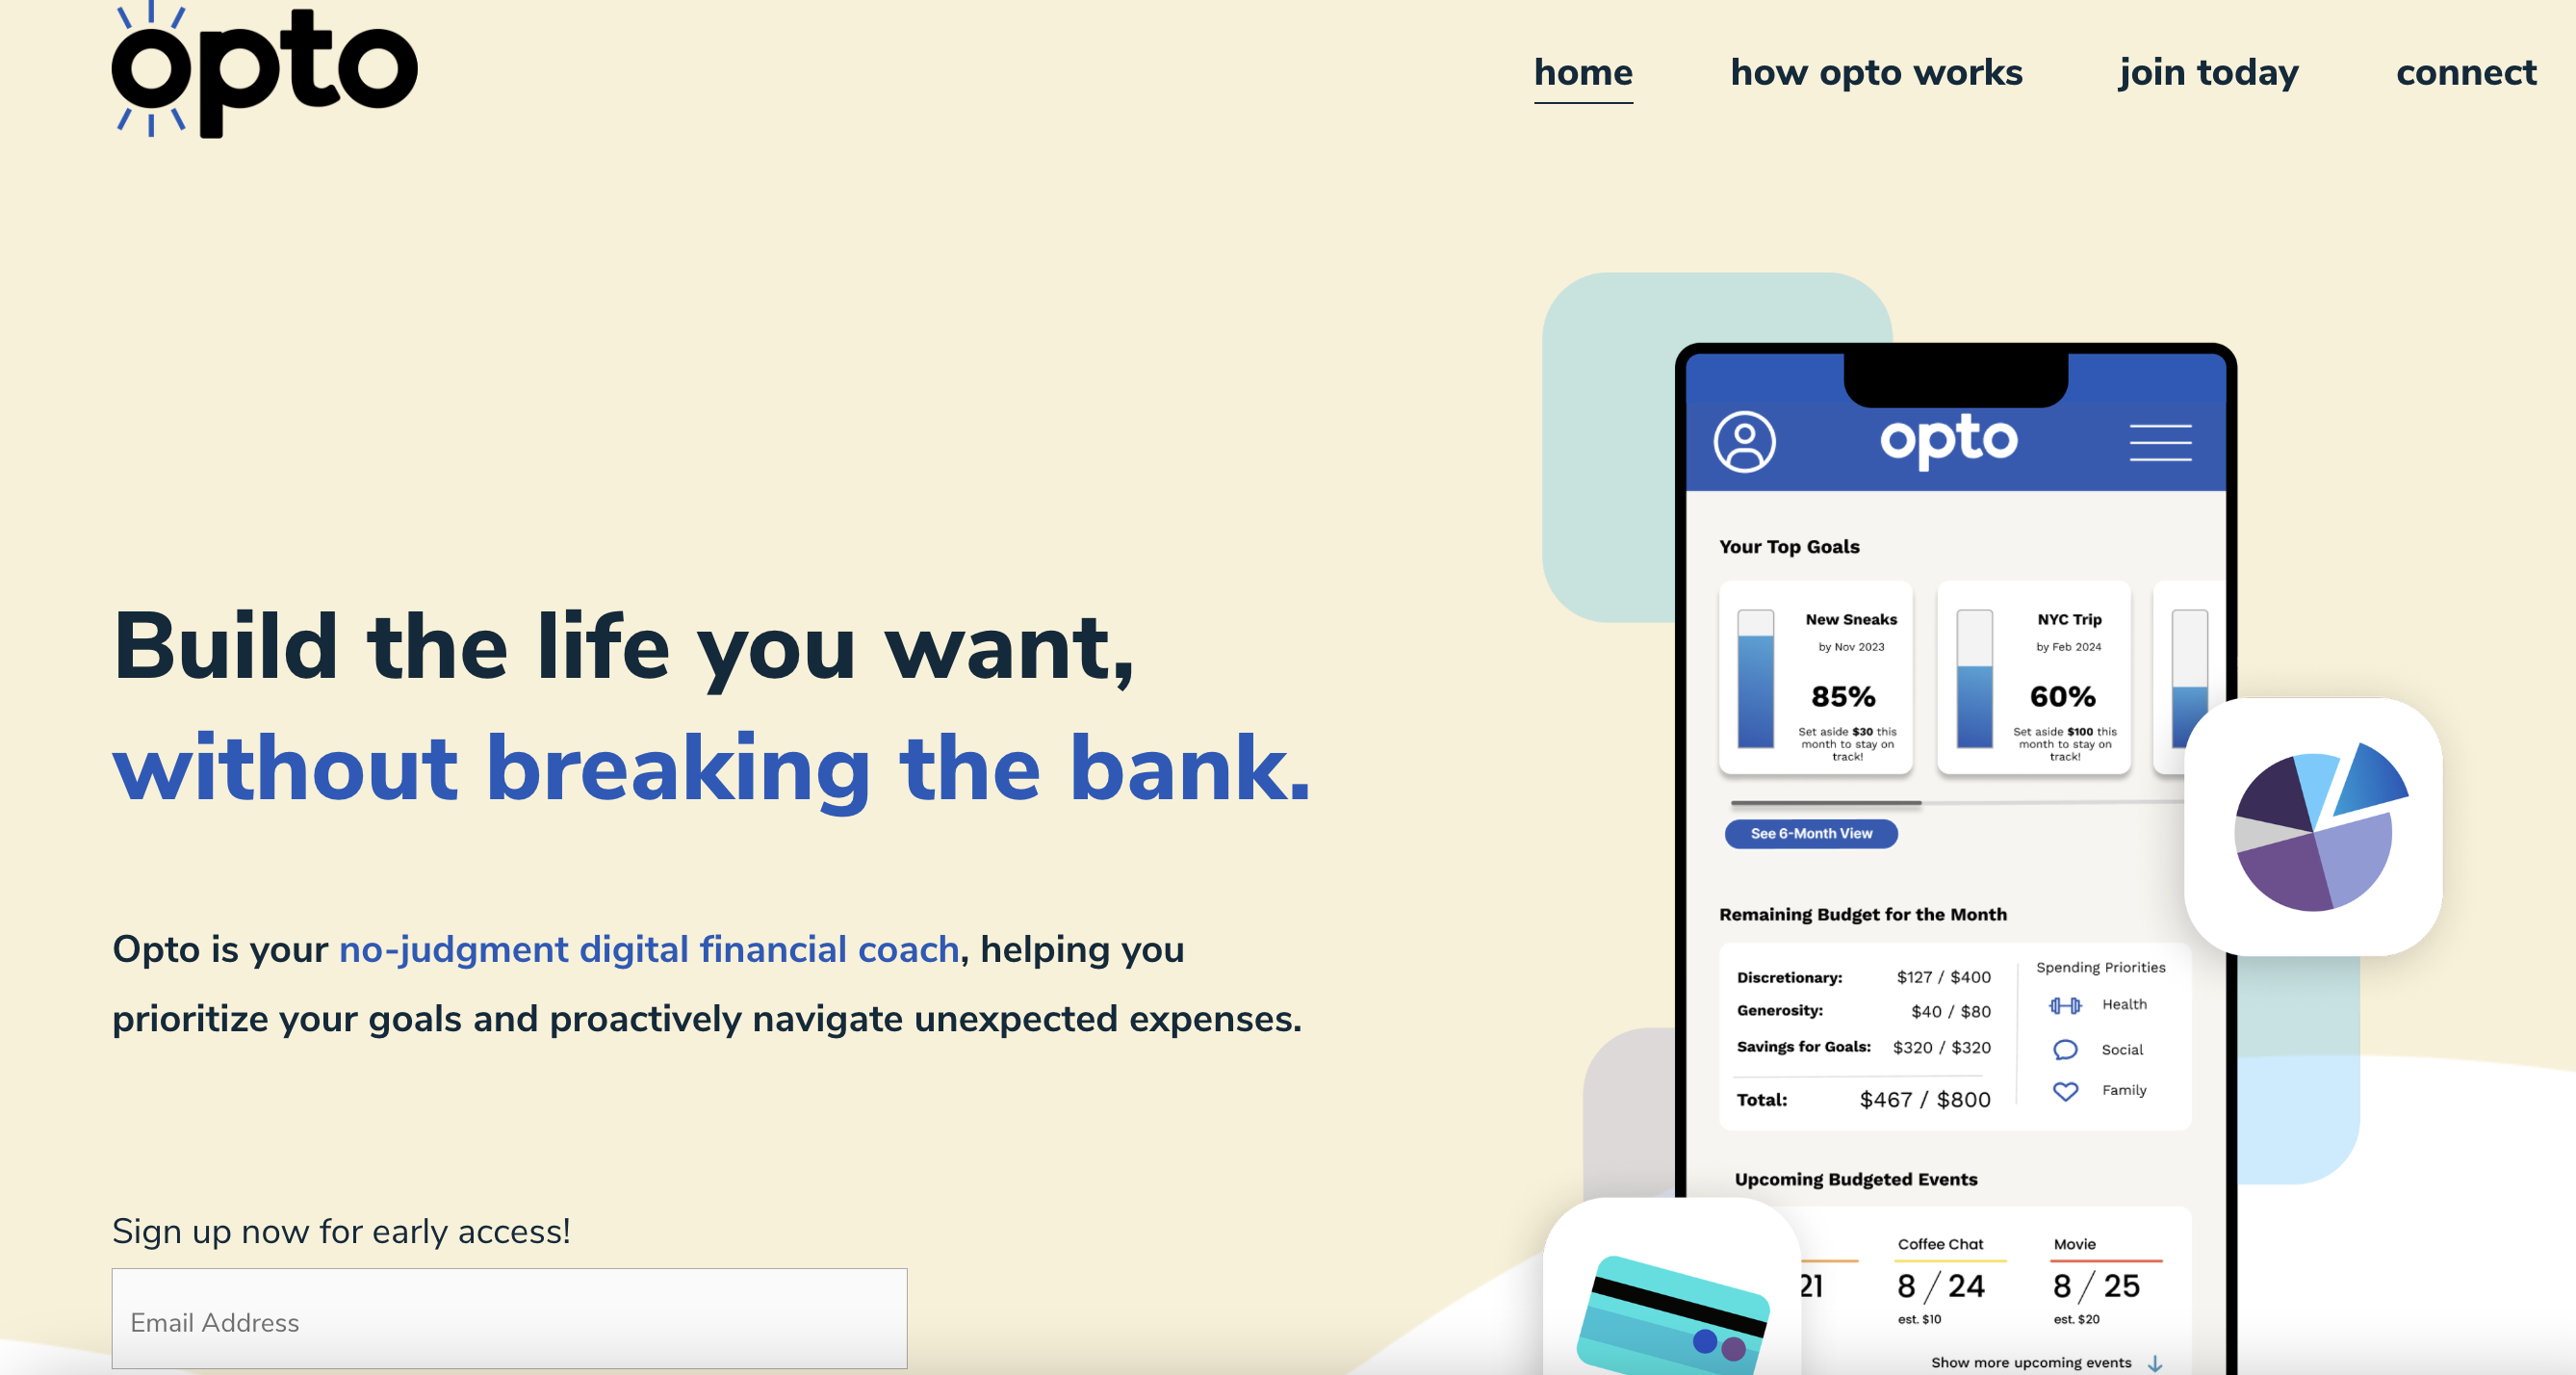 opto
home how opto works join today connect
Build the life you want,
without breaking the bank.
Opto is your no-judgment digital financial coach, helping you
prioritize your goals and proactively navigate unexpected expenses.
Sign up now for early access!
Email Address
opto
Your Top Goals
New Sneaks
by Nov 2023
85%
Set aside $30 this
month to stay on
track!
NYC Trip
by Feb 2024
60%
Set aside $100 this
month to stay on
track!
See 6-Month View
Remaining Budget for the Month
Discretionary: $127 / $400
Generosity: $40 / $80
Savings for Goals: $320 / $320
Total: $467 / $800
Spending Priorities
Health
Social
Family
Upcoming Budgeted Events
21
Coffee Chat
8 / 24
est. $10
Movie
8 / 25
est. $20
Show more upcoming events